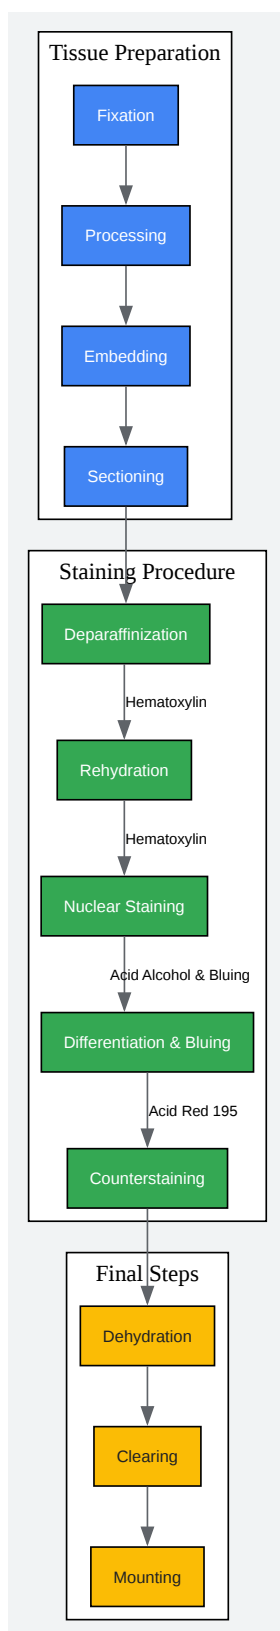 Tissue Preparation
Fixation
Processing
Embedding
Sectioning
Staining Procedure
Deparaffinization
Hematoxylin
Rehydration
Hematoxylin
Nuclear Staining
Acid Alcohol & Bluing
Differentiation & Bluing
Acid Red 195
Counterstaining
Final Steps
Dehydration
Clearing
Mounting